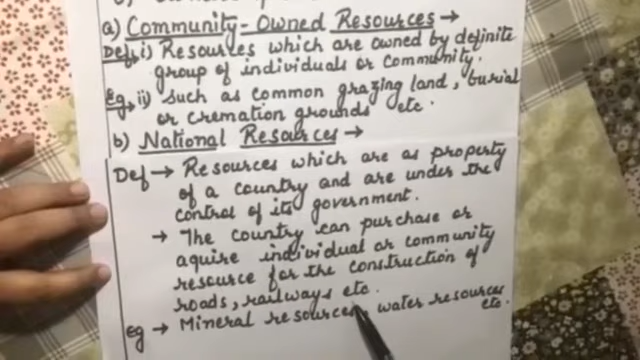 a) Community-Owned Resources →
Def→ i) Resources which are owned by definite
group of individuals or community.
Eg→ ii) Such as common grazing land, burial
or cremation grounds etc.
b) National Resources →
Def → Resources which are as property
of a country and are under the
control of its government.
→ The country can purchase or
aquire individual or community
resource for the construction of
roads, railways etc.
eg → Mineral resources, water resources
etc.